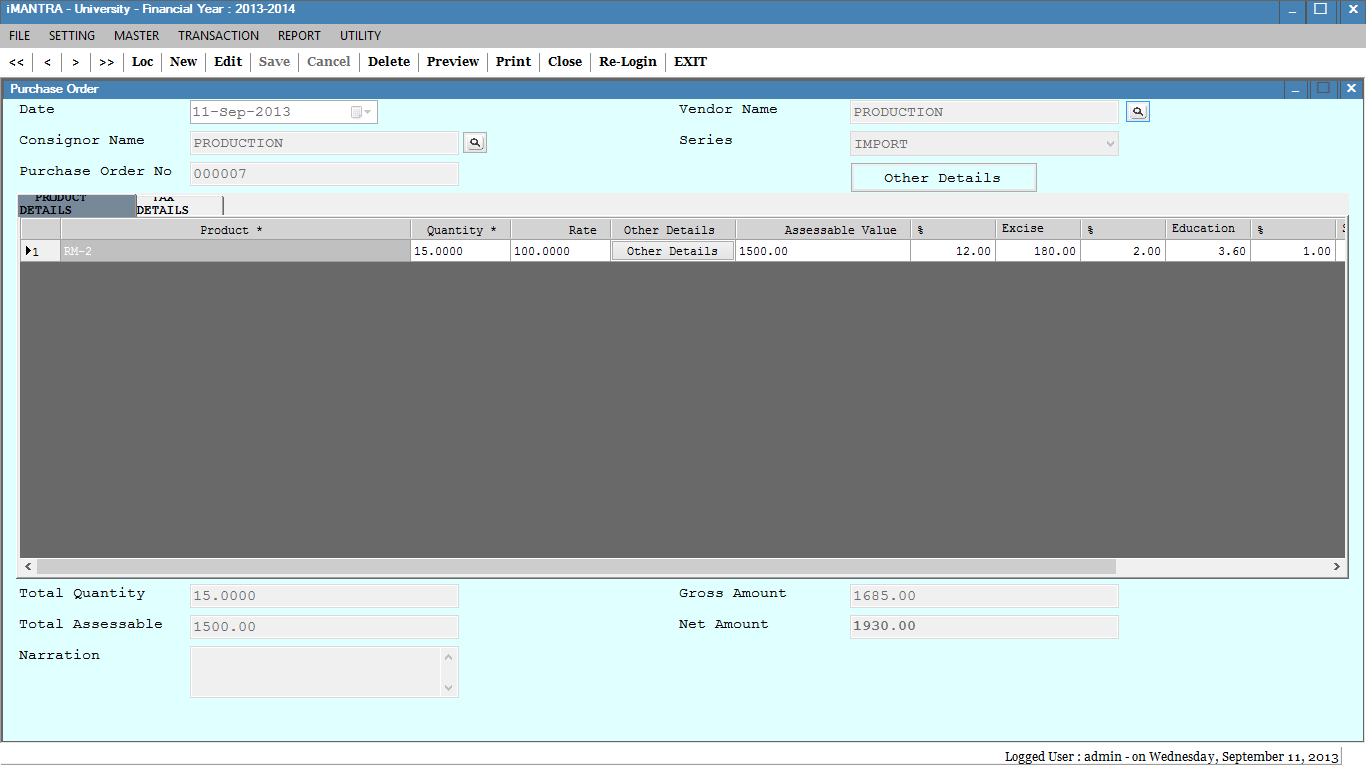 iMANTRA - University - Financial Year : 2013-2014
FILE SETTING MASTER TRANSACTION REPORT UTILITY
<< < > >> Loc New Edit Save Cancel Delete Preview Print Close Re-Login EXIT
Purchase Order
Date 11-Sep-2013 Vendor Name PRODUCTION
Consignor Name PRODUCTION Series IMPORT
Purchase Order No 000007 Other Details
PRODUCT DETAILS TAX DETAILS
Product * Quantity * Rate Other Details Assessable Value % Excise % Education %
1 RM-2 15.0000 100.0000 Other Details 1500.00 12.00 180.00 2.00 3.60 1.00
Total Quantity 15.0000 Gross Amount 1685.00
Total Assessable 1500.00 Net Amount 1930.00
Narration
Logged User : admin - on Wednesday, September 11, 2013